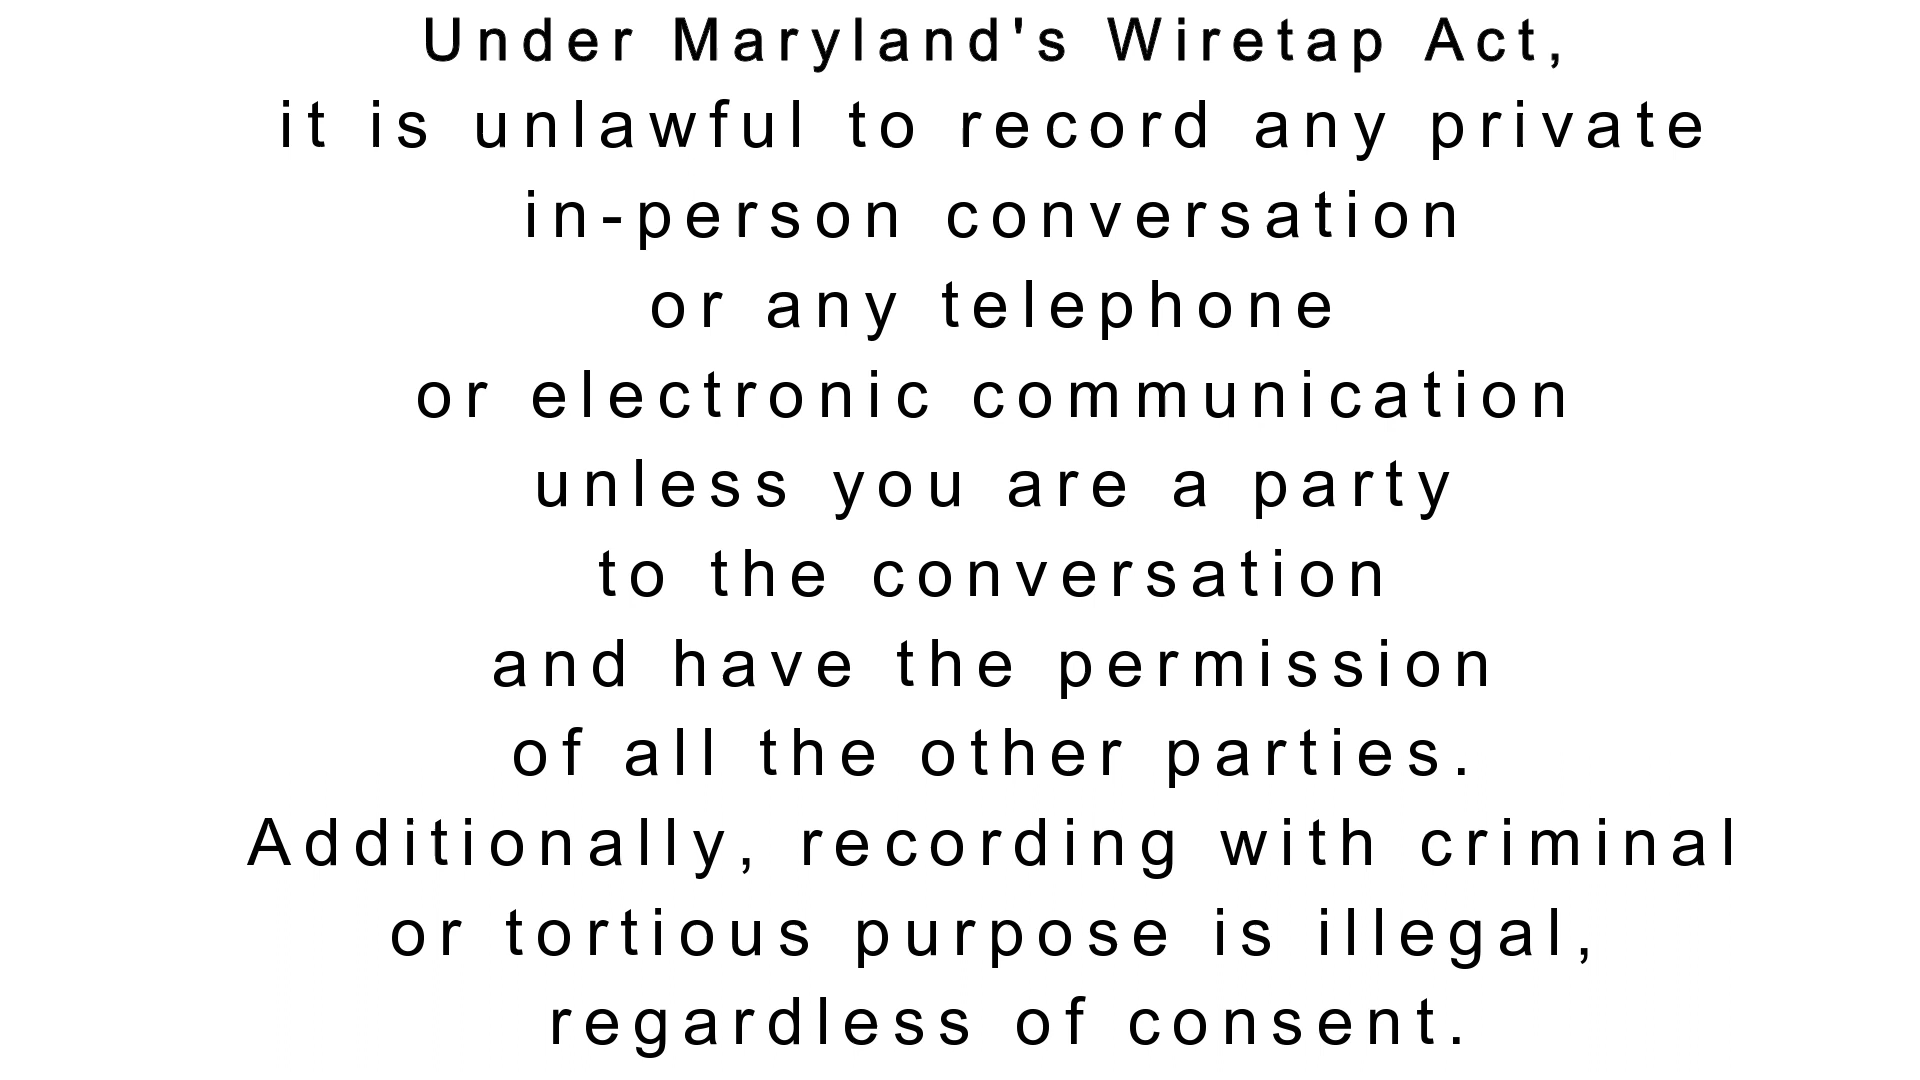 Under Maryland's Wiretap Act,
it is unlawful to record any private
in-person conversation
or any telephone
or electronic communication
unless you are a party
to the conversation
and have the permission
of all the other parties.
Additionally, recording with criminal
or tortious purpose is illegal,
regardless of consent.